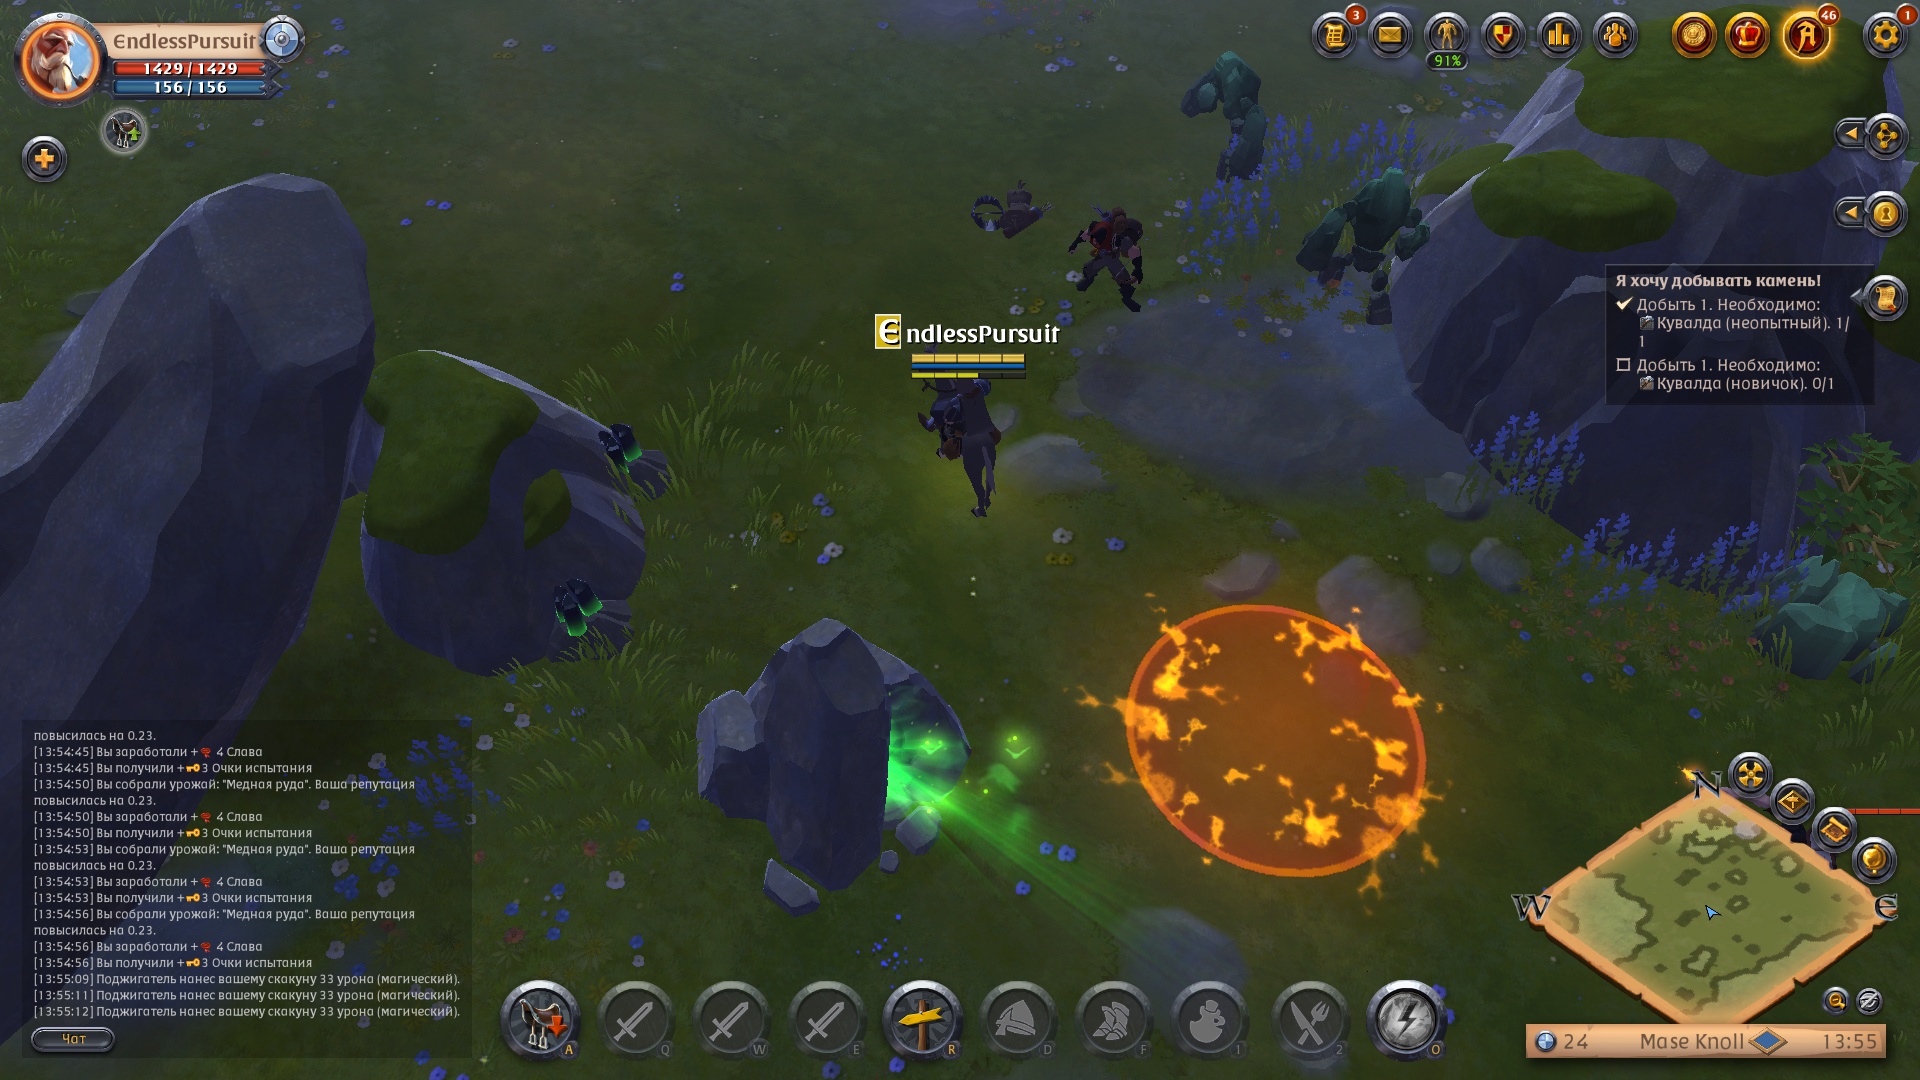 EndlessPursuit
1429 / 1429
156 / 156
3
91%
46
1
EndlessPursuit
Я хочу добывать камень!
Добыть 1. Необходимо:
Кувалда (неопытный). 1/
1
Добыть 1. Необходимо:
Кувалда (новичок). 0/1
повысилась на 0.23.
[13:54:45] Вы заработали + 4 Слава
[13:54:45] Вы получили + 3 Очки испытания
[13:54:50] Вы собрали урожай: "Медная руда". Ваша репутация
повысилась на 0.23.
[13:54:50] Вы заработали + 4 Слава
[13:54:50] Вы получили + 3 Очки испытания
[13:54:53] Вы собрали урожай: "Медная руда". Ваша репутация
повысилась на 0.23.
[13:54:53] Вы заработали + 4 Слава
[13:54:53] Вы получили + 3 Очки испытания
[13:54:56] Вы собрали урожай: "Медная руда". Ваша репутация
повысилась на 0.23.
[13:54:56] Вы заработали + 4 Слава
[13:54:56] Вы получили + 3 Очки испытания
[13:55:09] Поджигатель нанес вашему скакуну 33 урона (магический).
[13:55:11] Поджигатель нанес вашему скакуну 33 урона (магический).
[13:55:12] Поджигатель нанес вашему скакуну 33 урона (магический).
Чат
A Q W E R D F 1 2 O
N
W E
24 Mase Knoll 13:55